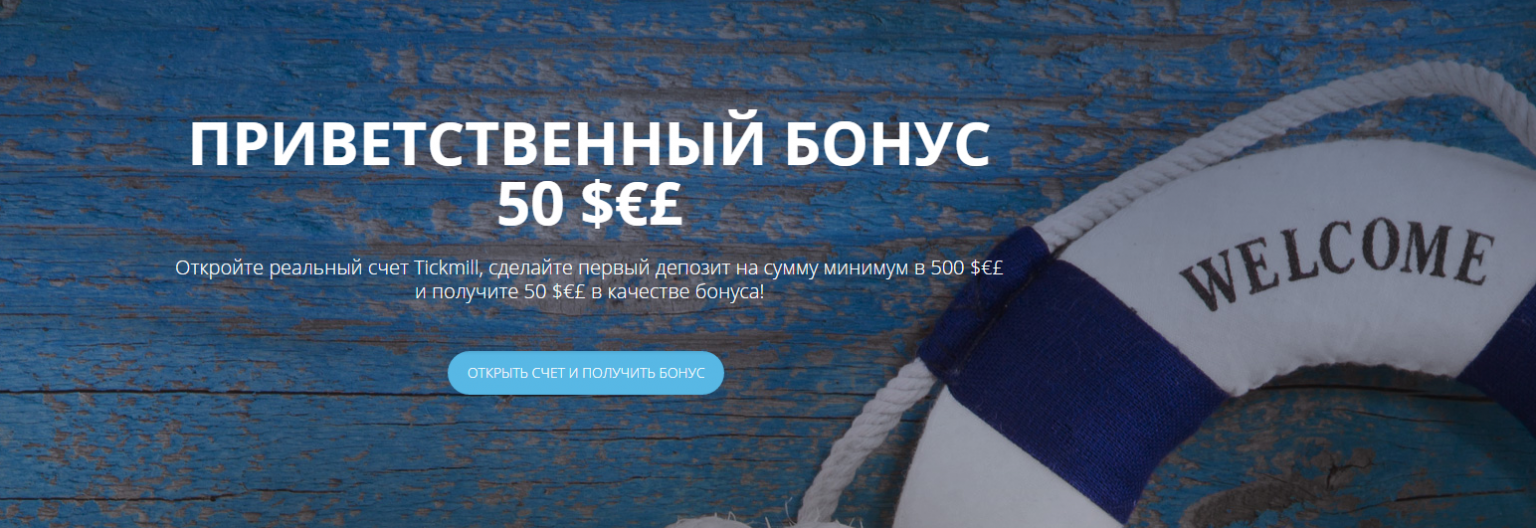 ПРИВЕТСТВЕННЫЙ БОНУС
50 $€£
Откройте реальный счет Tickmill, сделайте первый депозит на сумму минимум в 500 $€£
и получите 50 $€£ в качестве бонуса!
ОТКРЫТЬ СЧЕТ И ПОЛУЧИТЬ БОНУС
WELCOME